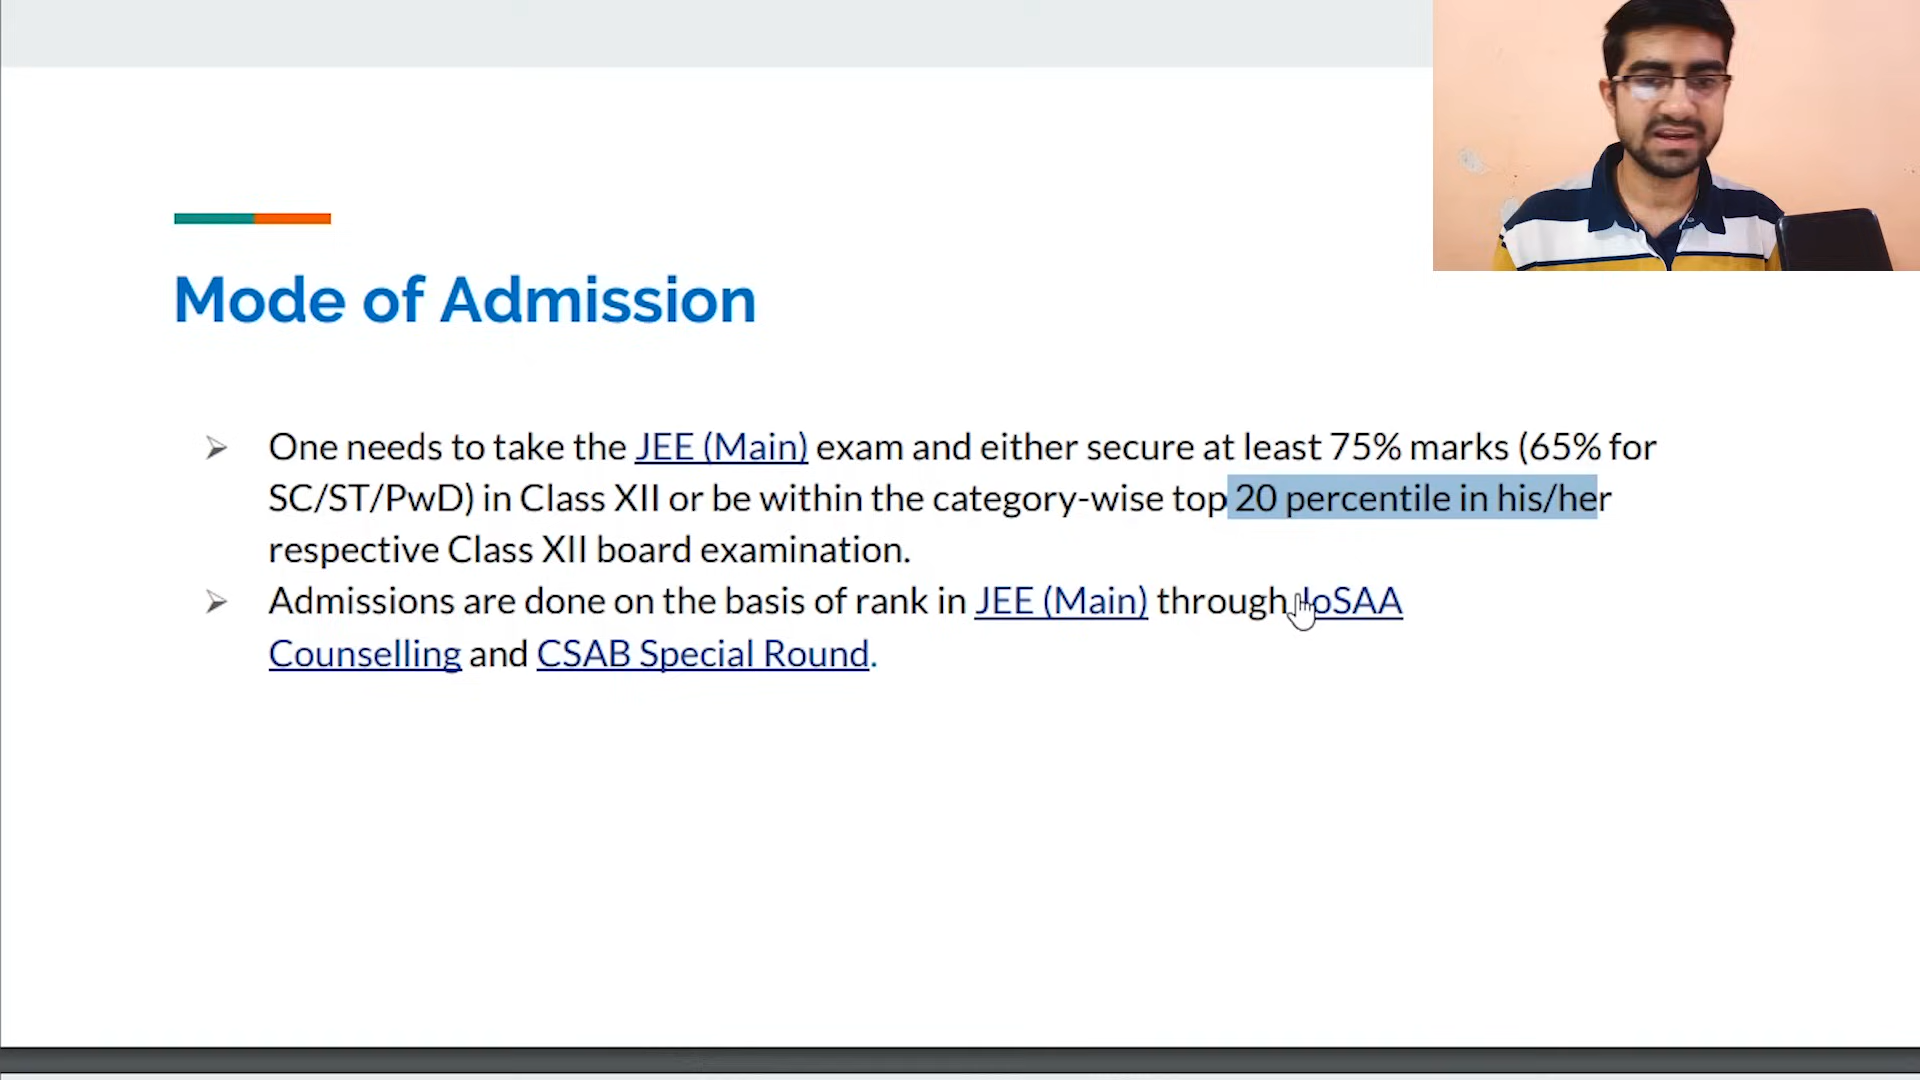 Mode of Admission
➢ One needs to take the JEE (Main) exam and either secure at least 75% marks (65% for
SC/ST/PwD) in Class XII or be within the category-wise top 20 percentile in his/her
respective Class XII board examination.
➢ Admissions are done on the basis of rank in JEE (Main) through JoSAA
Counselling and CSAB Special Round.